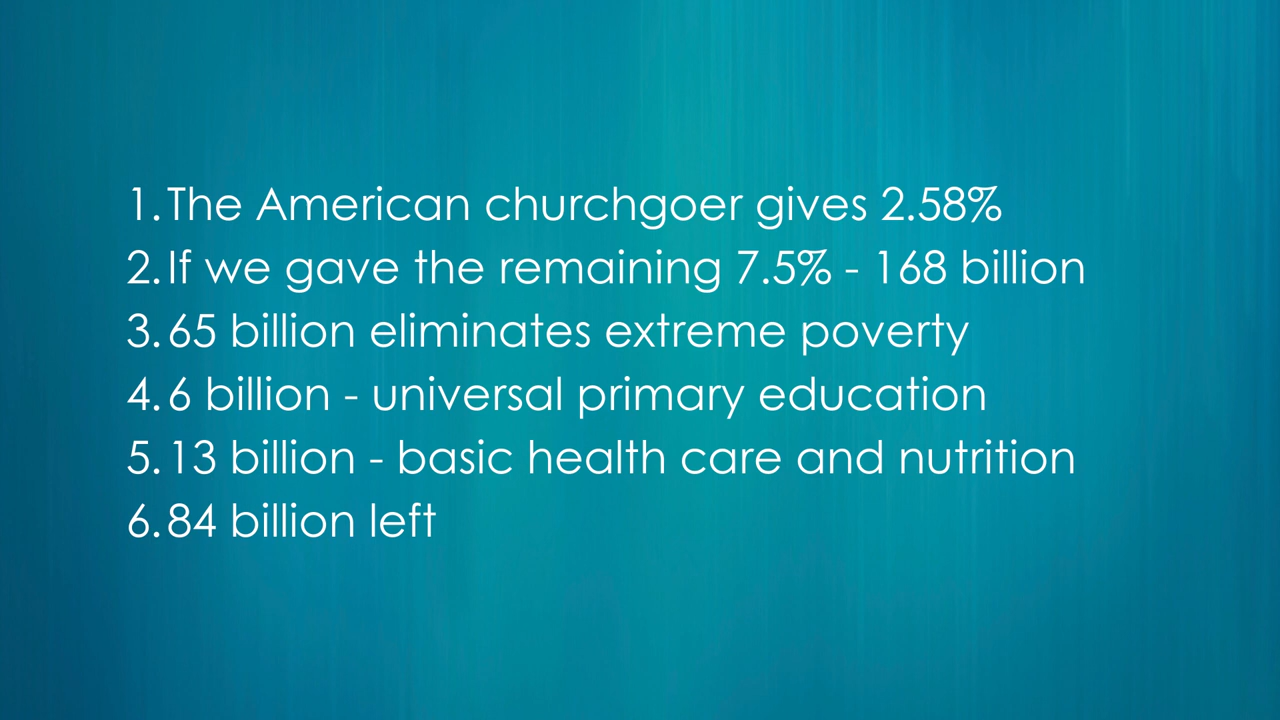 1. The American churchgoer gives 2.58%
2. If we gave the remaining 7.5% - 168 billion
3. 65 billion eliminates extreme poverty
4. 6 billion - universal primary education
5. 13 billion - basic health care and nutrition
6. 84 billion left